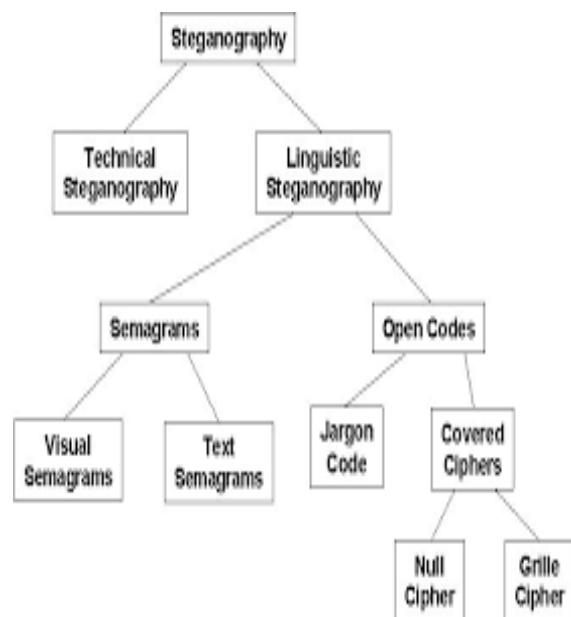 Steganography
Technical
Steganography
Linguistic
Steganography
Semagrams
Open Codes
Visual
Semagrams
Text
Semagrams
Jargon
Code
Covered
Ciphers
Null
Cipher
Grille
Cipher